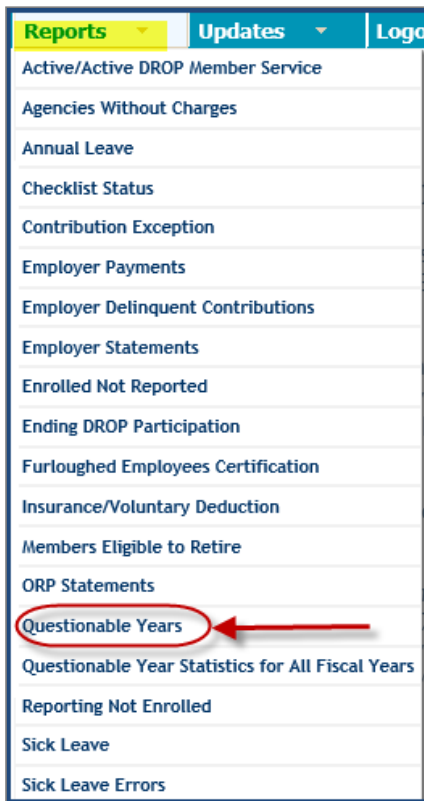 Reports Updates Logo
Active/Active DROP Member Service
Agencies Without Charges
Annual Leave
Checklist Status
Contribution Exception
Employer Payments
Employer Delinquent Contributions
Employer Statements
Enrolled Not Reported
Ending DROP Participation
Furloughed Employees Certification
Insurance/Voluntary Deduction
Members Eligible to Retire
ORP Statements
Questionable Years
Questionable Year Statistics for All Fiscal Years
Reporting Not Enrolled
Sick Leave
Sick Leave Errors